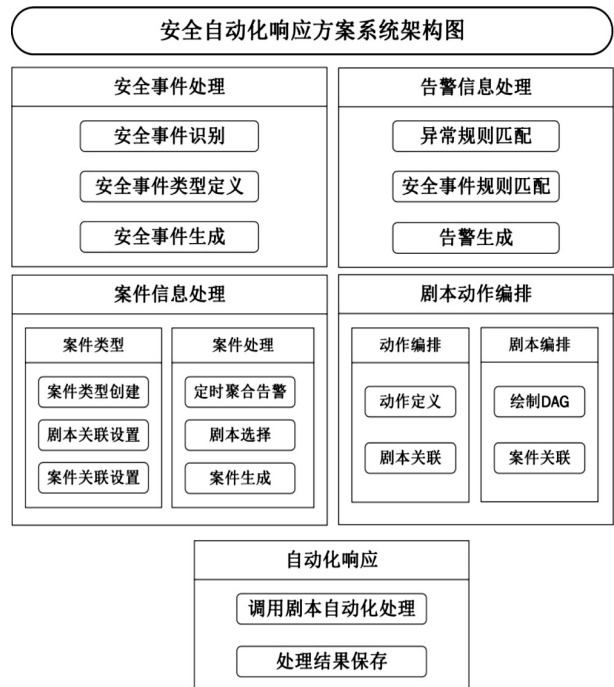 安全自动化响应方案系统架构图
安全事件处理
安全事件识别
安全事件类型定义
安全事件生成
告警信息处理
异常规则匹配
安全事件规则匹配
告警生成
案件信息处理
案件类型
案件类型创建
剧本关联设置
案件关联设置
案件处理
定时聚合告警
剧本选择
案件生成
剧本动作编排
动作编排
动作定义
剧本关联
剧本编排
绘制DAG
案件关联
自动化响应
调用剧本自动化处理
处理结果保存